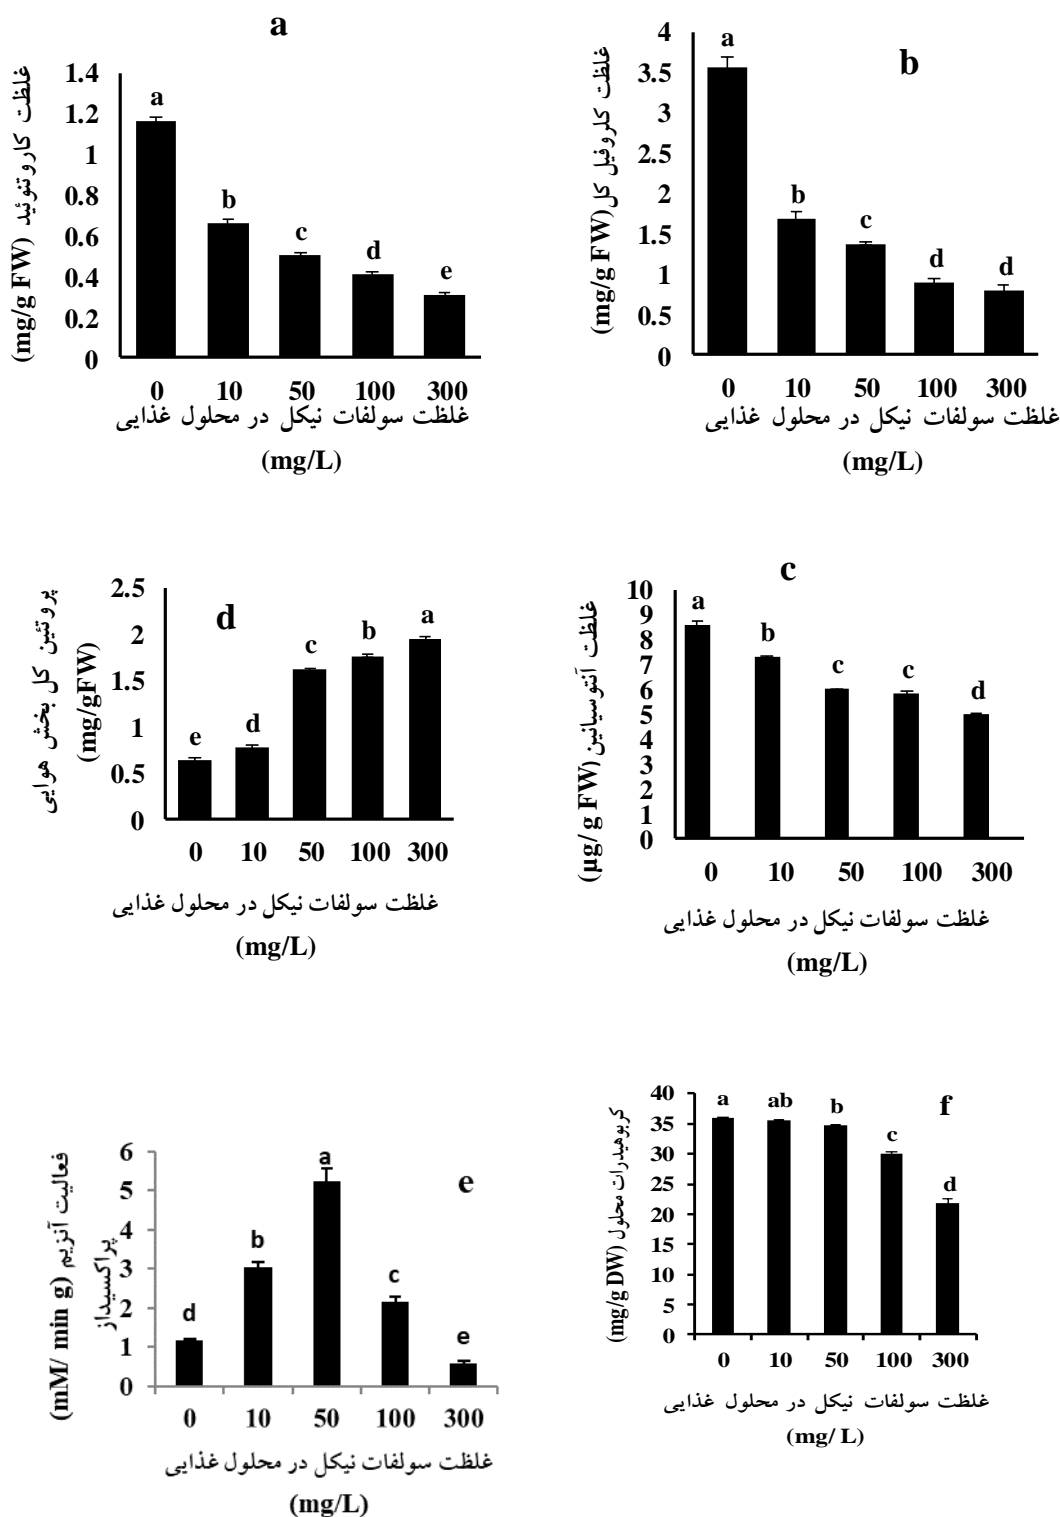 a
غلظت کاروتنوئید
(mg/g FW)
1.4
1.2
1
0.8
0.6
0.4
0.2
0
a
b
c
d
e
0 10 50 100 300
غلظت سولفات نیکل در محلول غذایی
(mg/L)
b
غلظت کلروفیل کل
(mg/g FW)
4
3.5
3
2.5
2
1.5
1
0.5
0
a
b
c
d
d
0 10 50 100 300
غلظت سولفات نیکل در محلول غذایی
(mg/L)
d
پروتئین کل بخش هوایی
(mg/gFW)
2.5
2
1.5
1
0.5
0
e
d
c
b
a
0 10 50 100 300
غلظت سولفات نیکل در محلول غذایی
(mg/L)
c
غلظت آنتوسیانین
(µg/ g FW)
10
9
8
7
6
5
4
3
2
1
0
a
b
c
c
d
0 10 50 100 300
غلظت سولفات نیکل در محلول غذایی
(mg/L)
e
فعالیت آنزیم
پراکسیداز
(mM/ min g)
6
5
4
3
2
1
0
d
b
a
c
e
0 10 50 100 300
غلظت سولفات نیکل در محلول غذایی
(mg/L)
f
کربوهیدرات محلول
(mg/g DW)
40
35
30
25
20
15
10
5
0
a
ab
b
c
d
0 10 50 100 300
غلظت سولفات نیکل در محلول غذایی
(mg/ L)